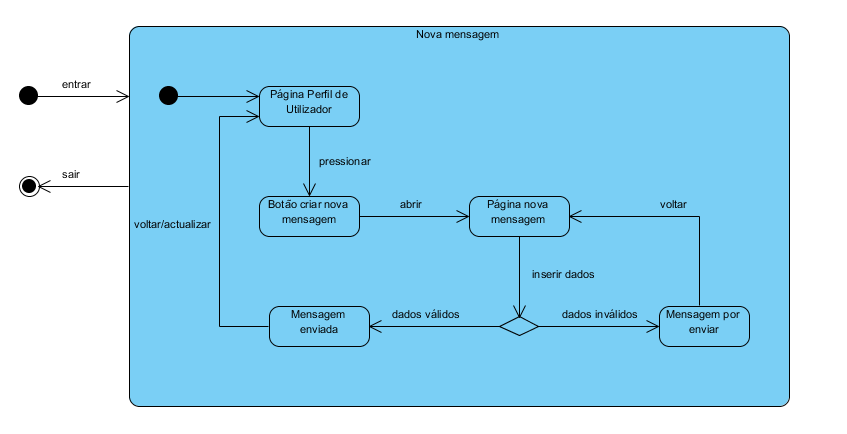 Nova mensagem
entrar
Página Perfil de
Utilizador
pressionar
sair
Botão criar nova
mensagem
abrir
Página nova
mensagem
voltar
voltar/actualizar
inserir dados
Mensagem
enviada
dados válidos
dados inválidos
Mensagem por
enviar